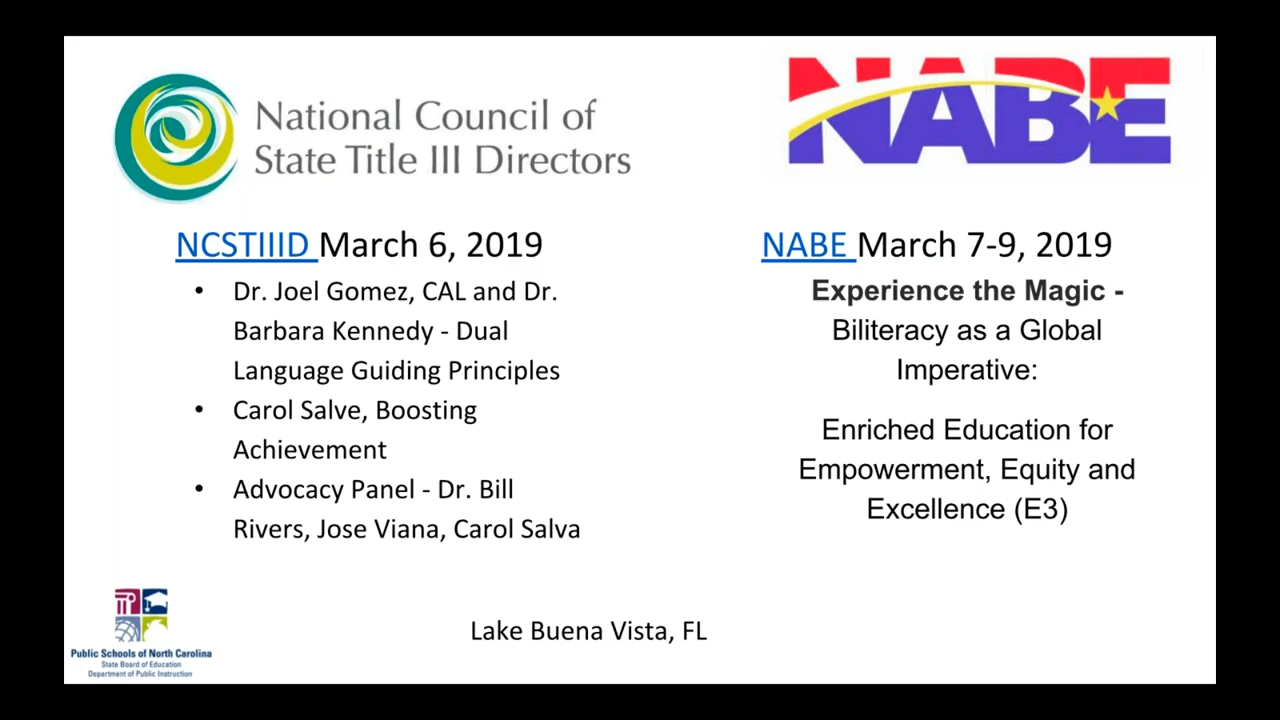 National Council of
State Title III Directors
NABE
NCSTIIID March 6, 2019
• Dr. Joel Gomez, CAL and Dr.
Barbara Kennedy - Dual
Language Guiding Principles
• Carol Salve, Boosting
Achievement
• Advocacy Panel - Dr. Bill
Rivers, Jose Viana, Carol Salva
NABE March 7-9, 2019
Experience the Magic -
Biliteracy as a Global
Imperative:
Enriched Education for
Empowerment, Equity and
Excellence (E3)
Lake Buena Vista, FL
Public Schools of North Carolina
State Board of Education
Department of Public Instruction